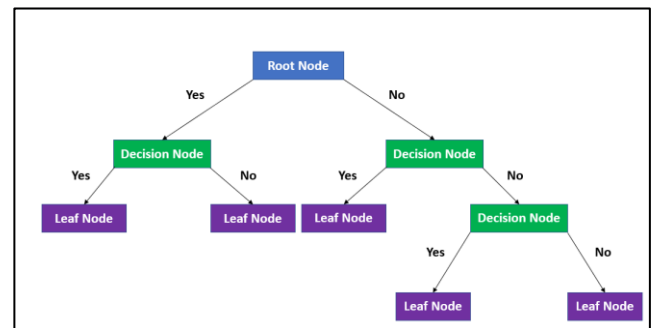 Root Node
Yes
No
Decision Node
Decision Node
Yes
No
Yes
No
Leaf Node
Leaf Node
Leaf Node
Decision Node
Yes
No
Leaf Node
Leaf Node